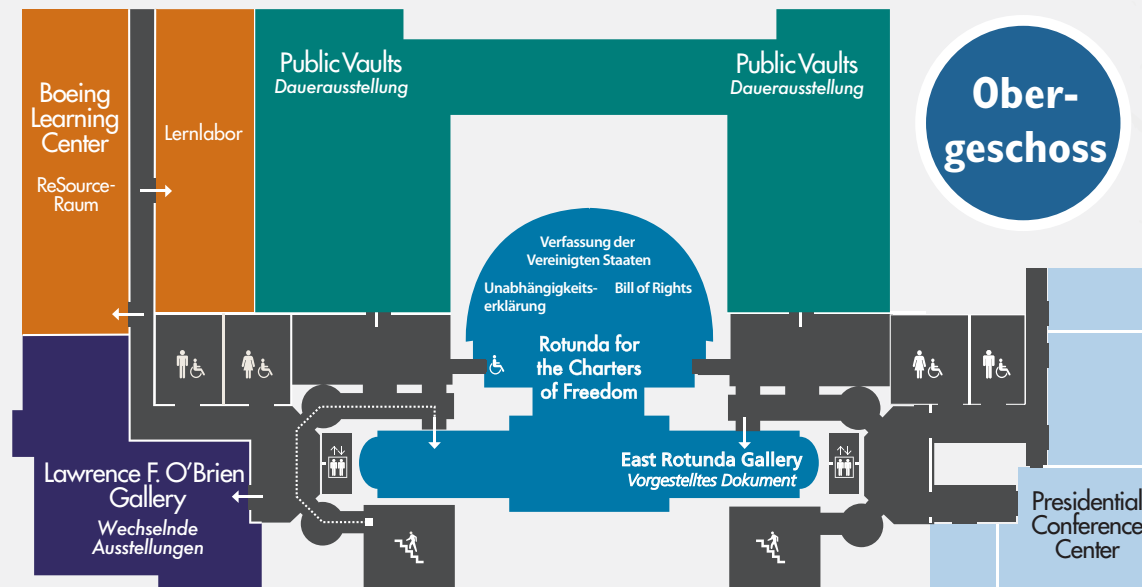 Boeing
Learning
Center
ReSource-
Raum
Lernlabor
Public Vaults
Dauerausstellung
Public Vaults
Dauerausstellung
Ober-
geschoss
Verfassung der
Vereinigten Staaten
Unabhängigkeits-
erklärung
Bill of Rights
Rotunda for
the Charters
of Freedom
East Rotunda Gallery
Vorgestelltes Dokument
Lawrence F. O’Brien
Gallery
Wechselnde
Ausstellungen
Presidential
Conference
Center